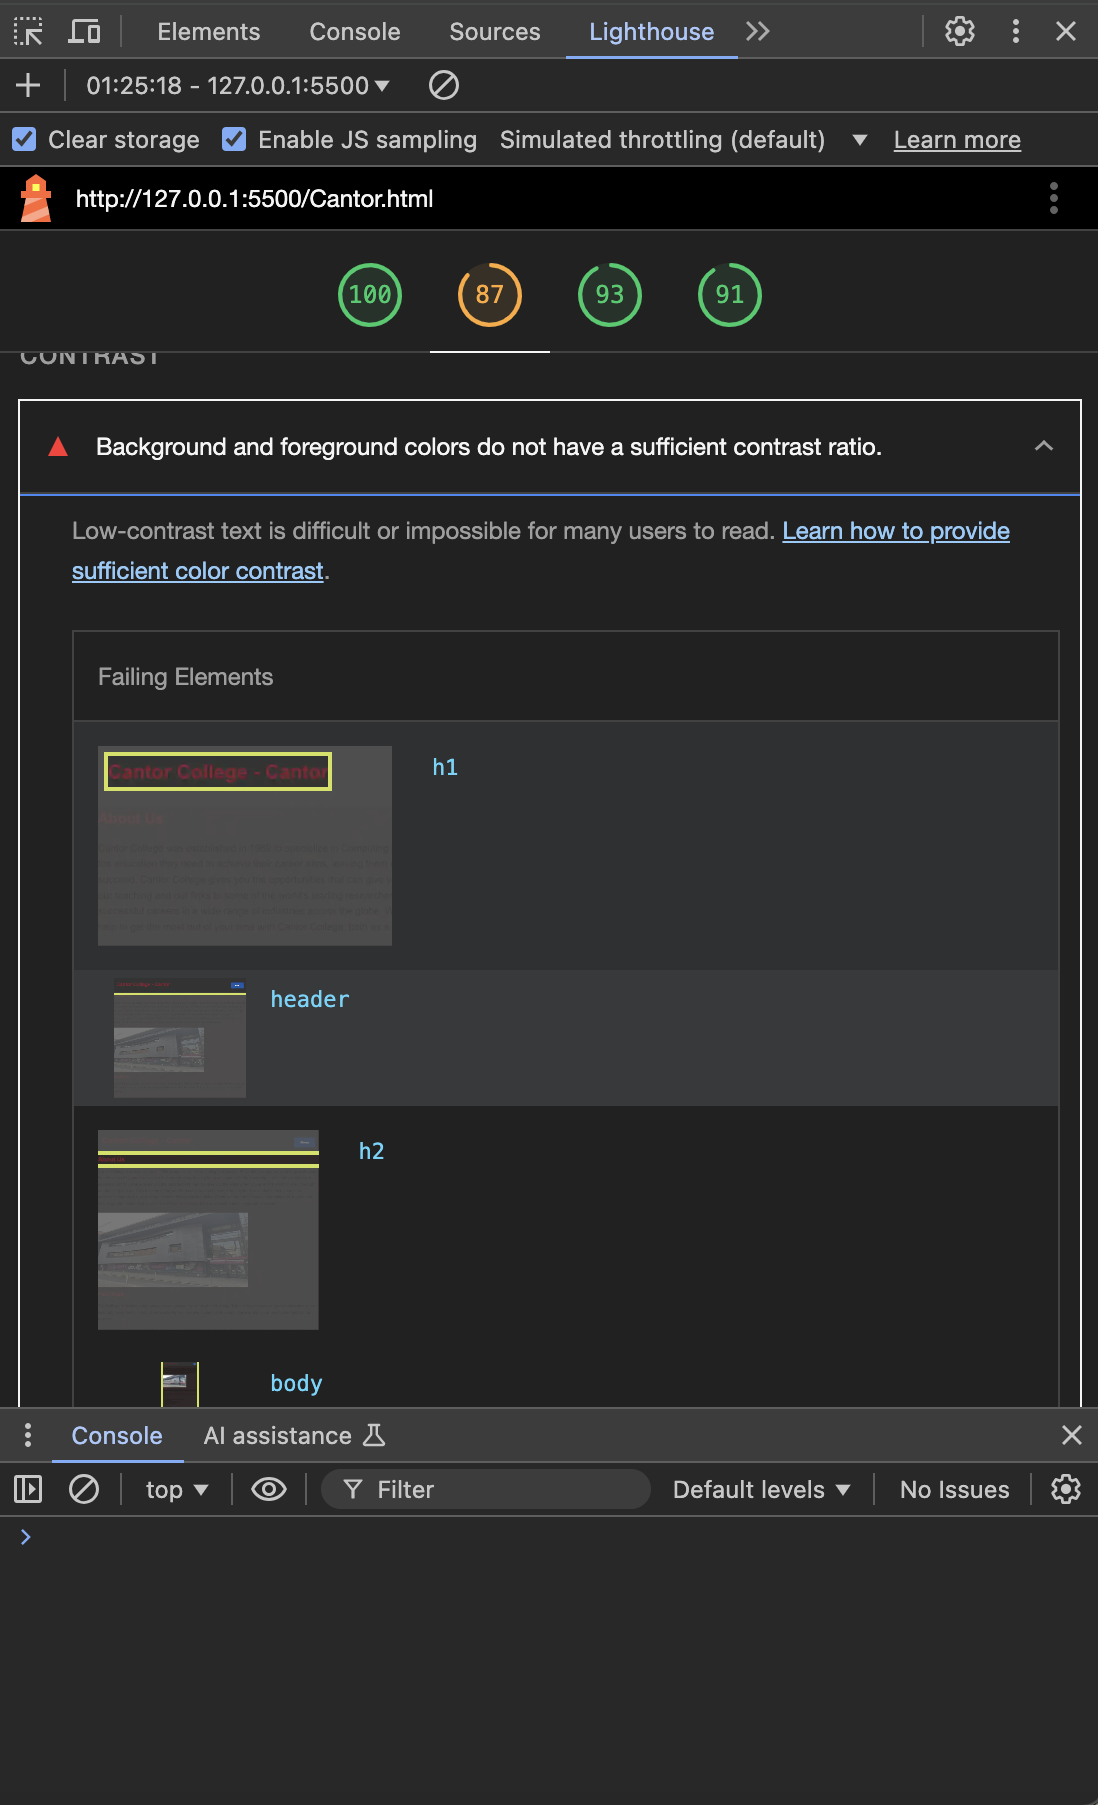 Elements Console Sources Lighthouse
01:25:18 - 127.0.0.1:5500
Clear storage Enable JS sampling Simulated throttling (default) Learn more
http://127.0.0.1:5500/Cantor.html
100 87 93 91
CONTRAST
Background and foreground colors do not have a sufficient contrast ratio.
Low-contrast text is difficult or impossible for many users to read. Learn how to provide
sufficient color contrast.
Failing Elements
Cantor College - Cantor
h1
About Us
header
h2
body
Console AI assistance
top Filter Default levels No Issues